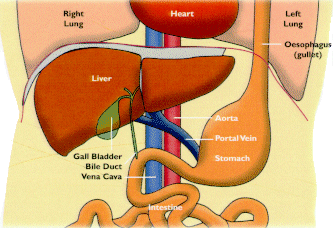 Right
Lung
Heart
Left
Lung
Oesophagus
(gullet)
Liver
Aorta
Portal Vein
Stomach
Gall Bladder
Bile Duct
Vena Cava
Intestine